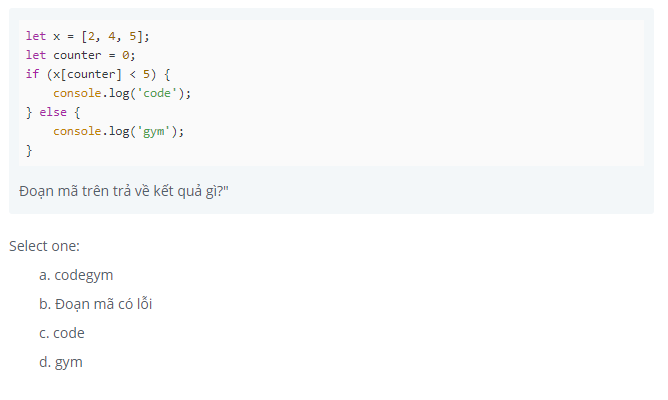 let x = [2, 4, 5];
let counter = 0;
if (x[counter] < 5) {
    console.log('code');
} else {
    console.log('gym');
}
Đoạn mã trên trả về kết quả gì?"
Select one:
a. codegym
b. Đoạn mã có lỗi
c. code
d. gym